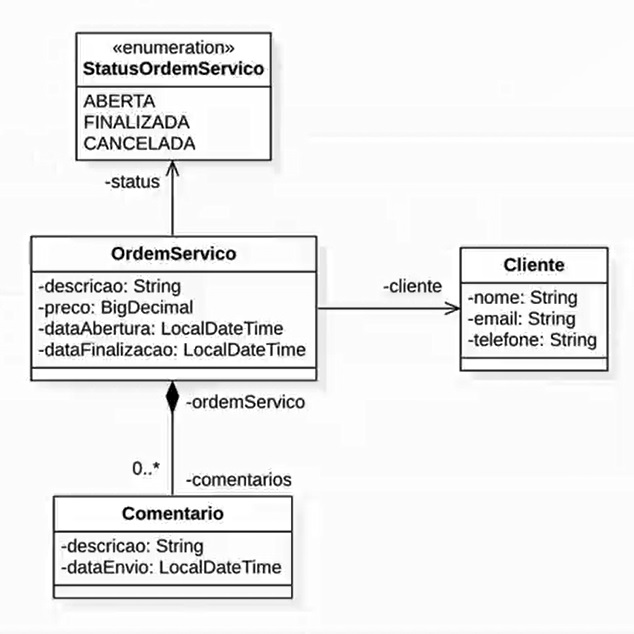 «enumeration»
StatusOrdemServico
ABERTA
FINALIZADA
CANCELADA
-status
OrdemServico
-descricao: String
-preco: BigDecimal
-dataAbertura: LocalDateTime
-dataFinalizacao: LocalDateTime
-cliente
Cliente
-nome: String
-email: String
-telefone: String
-ordemServico
0..*
-comentarios
Comentario
-descricao: String
-dataEnvio: LocalDateTime